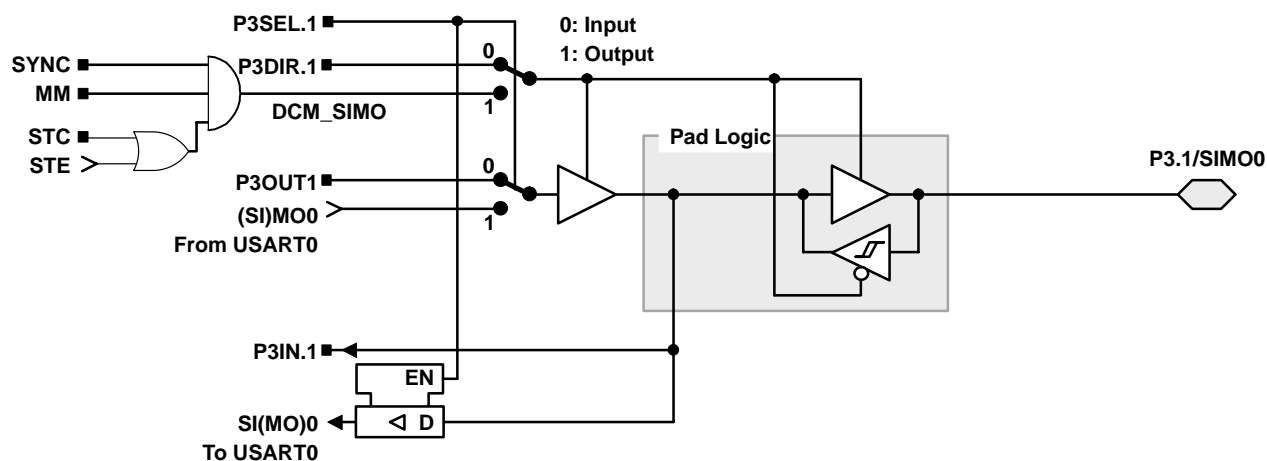 P3SEL.1
0: Input
1: Output
SYNC
P3DIR.1
0
MM
1
DCM_SIMO
STC
STE
Pad Logic
P3.1/SIMO0
P3OUT1
0
(SI)MO0
1
From USART0
P3IN.1
EN
SI(MO)0
D
To USART0